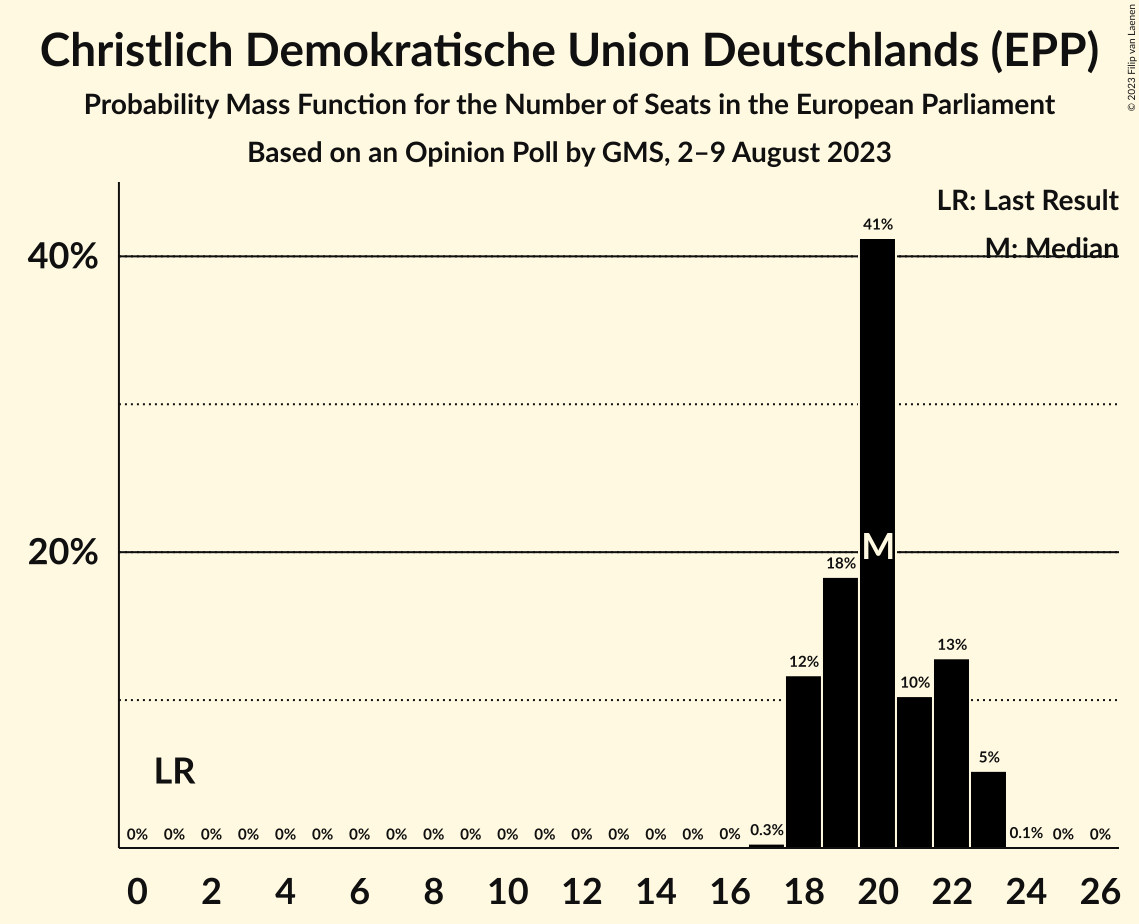 Christlich Demokratische Union Deutschlands (EPP)
Probability Mass Function for the Number of Seats in the European Parliament
Based on an Opinion Poll by GMS, 2–9 August 2023
© 2023 Filip van Laenen
LR: Last Result
M: Median
40%
20%
41%
M
18%
12%
13%
10%
5%
LR
0% 0% 0% 0% 0% 0% 0% 0% 0% 0% 0% 0% 0% 0% 0% 0% 0% 0.3% 0.1% 0% 0%
0 2 4 6 8 10 12 14 16 18 20 22 24 26